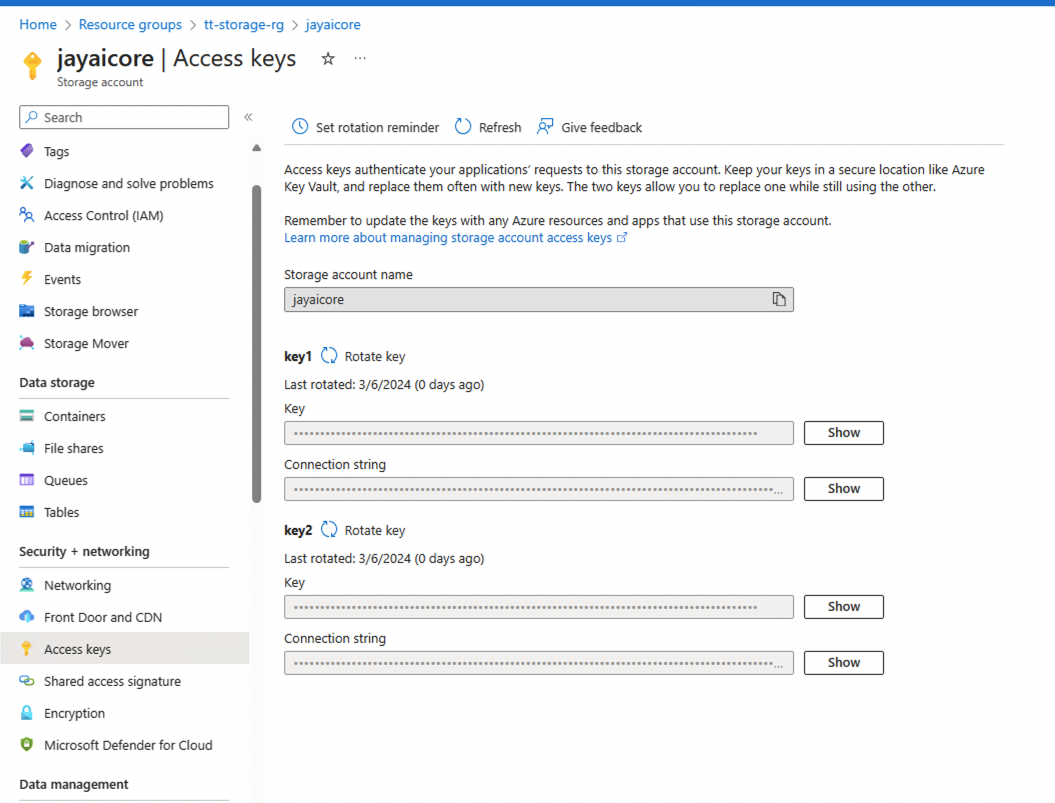 Home > Resource groups > tt-storage-rg > jayaicore
jayaicore | Access keys
Storage account
Search
Tags
Diagnose and solve problems
Access Control (IAM)
Data migration
Events
Storage browser
Storage Mover
Data storage
Containers
File shares
Queues
Tables
Security + networking
Networking
Front Door and CDN
Access keys
Shared access signature
Encryption
Microsoft Defender for Cloud
Data management
Set rotation reminder Refresh Give feedback
Access keys authenticate your applications’ requests to this storage account. Keep your keys in a secure location like Azure
Key Vault, and replace them often with new keys. The two keys allow you to replace one while still using the other.
Remember to update the keys with any Azure resources and apps that use this storage account.
Learn more about managing storage account access keys
Storage account name
jayaicore
key1 Rotate key
Last rotated: 3/6/2024 (0 days ago)
Key
Show
Connection string
Show
key2 Rotate key
Last rotated: 3/6/2024 (0 days ago)
Key
Show
Connection string
Show